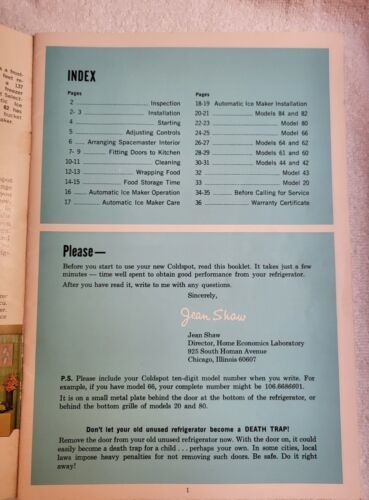 a frost-
feet re
a 137
freezer
g Select-
atic Ice
62 has
bucket
maker.
INDEX
Pages
2 Inspection
2- 3 Installation
4 Starting
5 Adjusting Controls
6 Arranging Spacemaster Interior
7- 9 Fitting Doors to Kitchen
10-11 Cleaning
12-13 Wrapping Food
14-15 Food Storage Time
16 Automatic Ice Maker Operation
17 Automatic Ice Maker Care
Pages
18-19 Automatic Ice Maker Installation
20-21 Models 84 and 82
22-23 Model 80
24-25 Model 66
26-27 Models 64 and 60
28-29 Models 61 and 62
30-31 Models 44 and 42
32 Model 43
33 Model 20
34-35 Before Calling for Service
36 Warranty Certificate
Please—
Before you start to use your new Coldspot, read this booklet. It takes just a few
minutes — time well spent to obtain good performance from your refrigerator.
After you have read it, write to me with any questions.
Sincerely,
Jean Shaw
Jean Shaw
Director, Home Economics Laboratory
925 South Homan Avenue
Chicago, Illinois 60607
P.S. Please include your Coldspot ten-digit model number when you write. For
example, if you have model 66, your complete number might be 106.6686601.
It is on a small metal plate behind the door at the bottom of the refrigerator, or
behind the bottom grille of models 20 and 80.
Don't let your old unused refrigerator become a DEATH TRAP!
Remove the door from your old unused refrigerator now. With the door on, it could
easily become a death trap for a child . . . perhaps your own. In some cities, local
laws impose heavy penalties for not removing such doors. Be safe. Do it right
away!
1